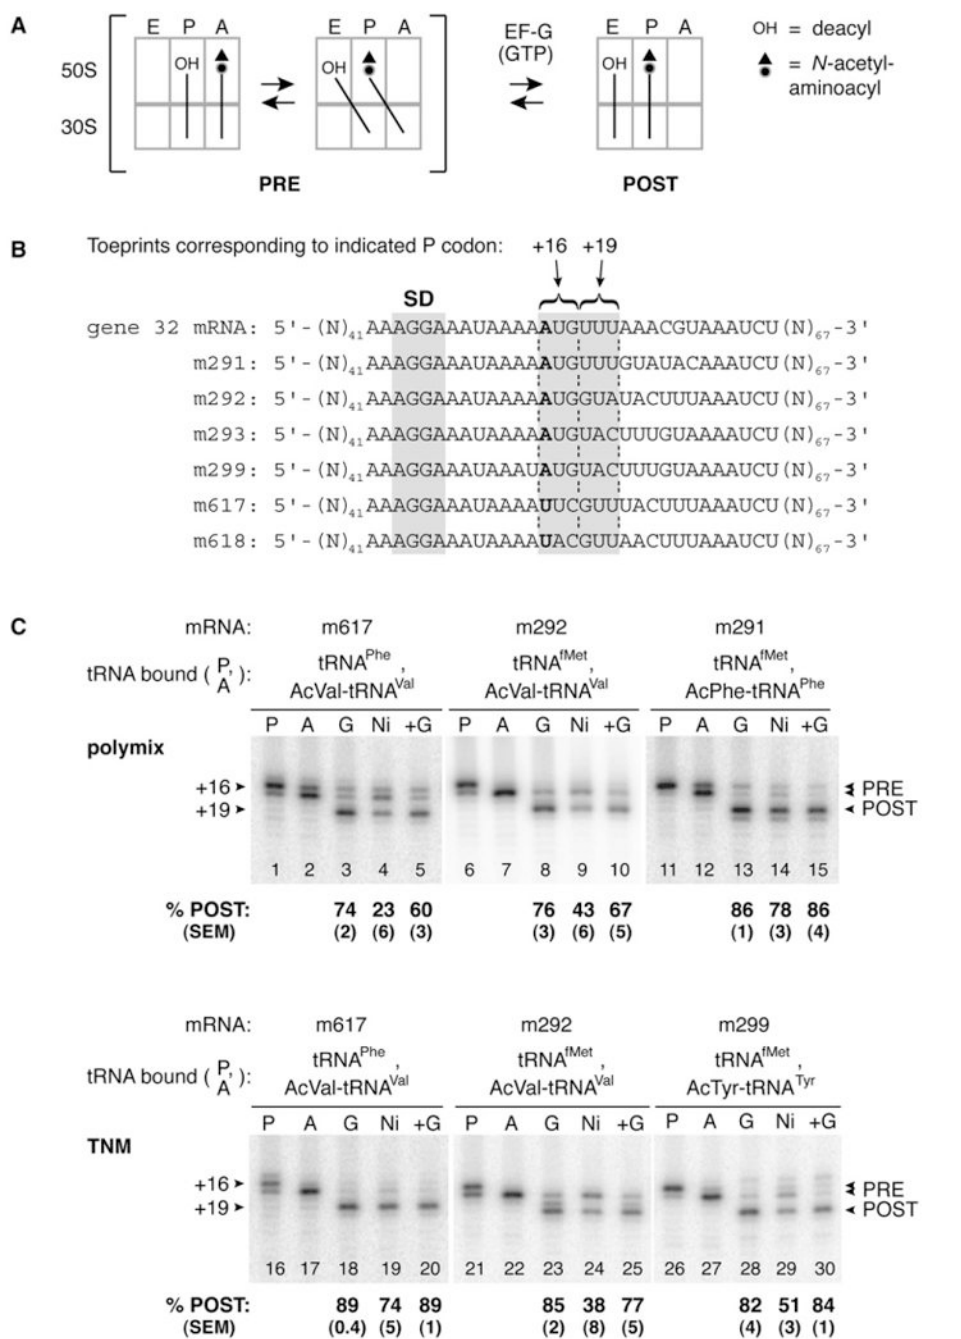 A
E P A
E P A
EF-G
(GTP)
E P A
OH = deacyl
50S
OH
OH
OH
= N-acetyl-
aminoacyl
30S
PRE
POST
B
Toeprints corresponding to indicated P codon: +16 +19
SD
gene 32 mRNA: 5'-(N)41AAAAGGAAAUAAAAAUGUUUAAACGUAAAUCU(N)67-3'
m291: 5'-(N)41AAAAGGAAAUAAAAAUGUUUGUAUACAAAUCU(N)67-3'
m292: 5'-(N)41AAAAGGAAAUAAAAAUGGUAUACUUUAAAUCU(N)67-3'
m293: 5'-(N)41AAAAGGAAAUAAAAAUGUACUUUGUAAAAUCU(N)67-3'
m299: 5'-(N)41AAAAGGAAAUAAAUAUGUACUUUGUAAAAUCU(N)67-3'
m617: 5'-(N)41AAAAGGAAAUAAAAUUCGUUUACUUUAAAUCU(N)67-3'
m618: 5'-(N)41AAAAGGAAAUAAAAUACGUUAACUUUAAAUCU(N)67-3'
C
mRNA: m617 m292 m291
tRNA bound (P, A): tRNAPhe, AcVal-tRNAVal tRNAfMet, AcVal-tRNAVal tRNAfMet, AcPhe-tRNAPhe
P A G Ni +G P A G Ni +G P A G Ni +G
polymix
+16 PRE
+19 POST
1 2 3 4 5 6 7 8 9 10 11 12 13 14 15
% POST: 74 23 60 76 43 67 86 78 86
(SEM) (2) (6) (3) (3) (6) (5) (1) (3) (4)
mRNA: m617 m292 m299
tRNA bound (P, A): tRNAPhe, AcVal-tRNAVal tRNAfMet, AcVal-tRNAVal tRNAfMet, AcTyr-tRNATyr
P A G Ni +G P A G Ni +G P A G Ni +G
TNM
+16 PRE
+19 POST
16 17 18 19 20 21 22 23 24 25 26 27 28 29 30
% POST: 89 74 89 85 38 77 82 51 84
(SEM) (0.4) (5) (1) (2) (8) (5) (4) (3) (1)